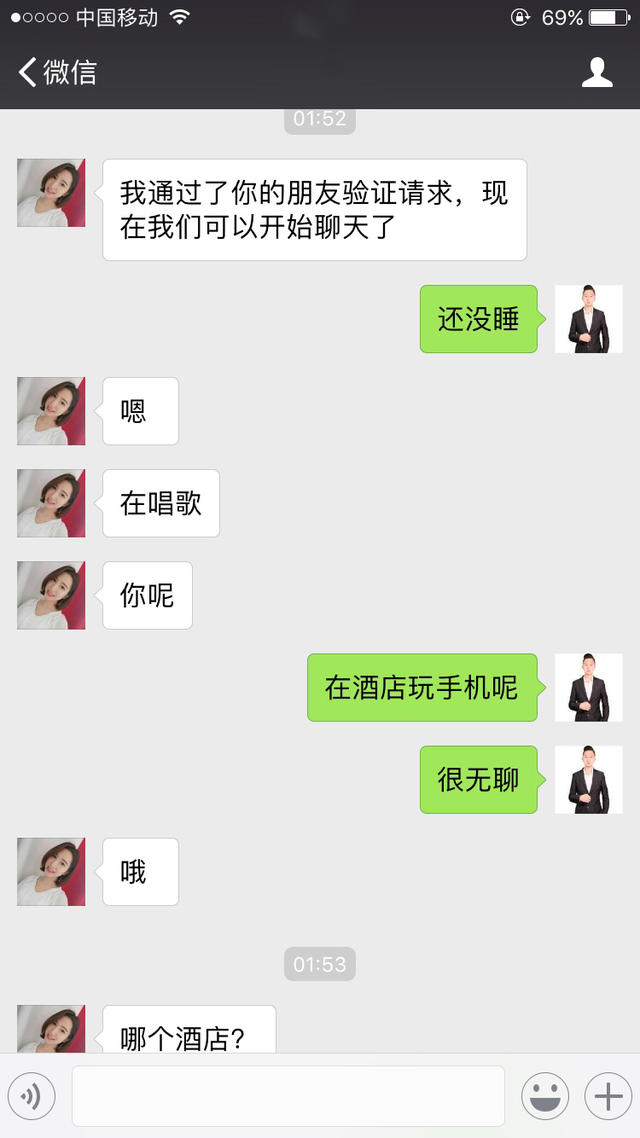 中国移动 69%
微信
01:52
我通过了你的朋友验证请求，现
在我们可以开始聊天了
还没睡
嗯
在唱歌
你呢
在酒店玩手机呢
很无聊
哦
01:53
哪个酒店?